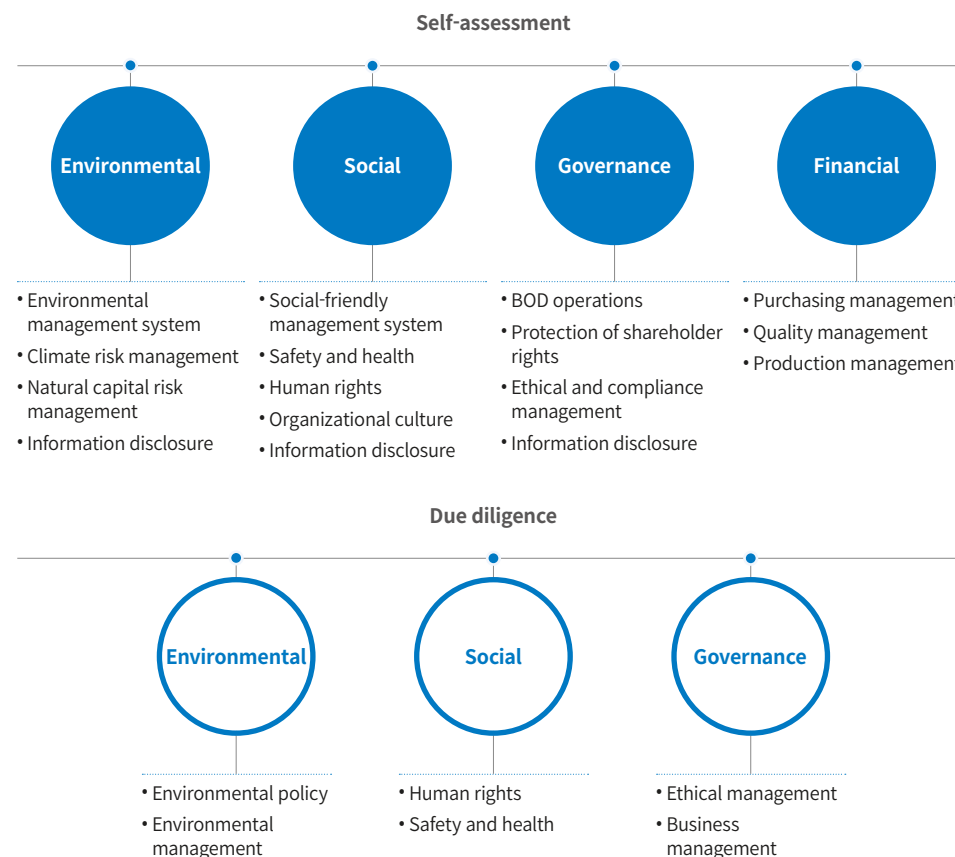 Self-assessment
Environmental
Social
Governance
Financial
• Environmental
management system
• Climate risk management
• Natural capital risk
management
• Information disclosure
• Social-friendly
management system
• Safety and health
• Human rights
• Organizational culture
• Information disclosure
• BOD operations
• Protection of shareholder
rights
• Ethical and compliance
management
• Information disclosure
• Purchasing management
• Quality management
• Production management
Due diligence
Environmental
Social
Governance
• Environmental policy
• Environmental
management
• Human rights
• Safety and health
• Ethical management
• Business
management